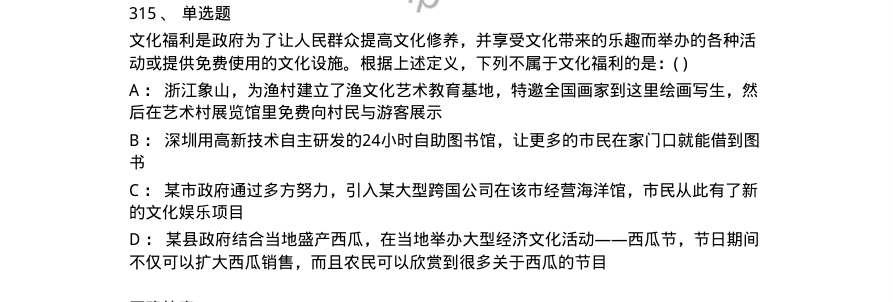 315 、 单选题
文化福利是政府为了让人民群众提高文化修养，并享受文化带来的乐趣而举办的各种活
动或提供免费使用的文化设施。根据上述定义，下列不属于文化福利的是：( )
A ： 浙江象山，为渔村建立了渔文化艺术教育基地，特邀全国画家到这里绘画写生，然
后在艺术村展览馆里免费向村民与游客展示
B ： 深圳用高新技术自主研发的24小时自助图书馆，让更多的市民在家门口就能借到图
书
C ： 某市政府通过多方努力，引入某大型跨国公司在该市经营海洋馆，市民从此有了新
的文化娱乐项目
D ： 某县政府结合当地盛产西瓜，在当地举办大型经济文化活动——西瓜节，节日期间
不仅可以扩大西瓜销售，而且农民可以欣赏到很多关于西瓜的节目